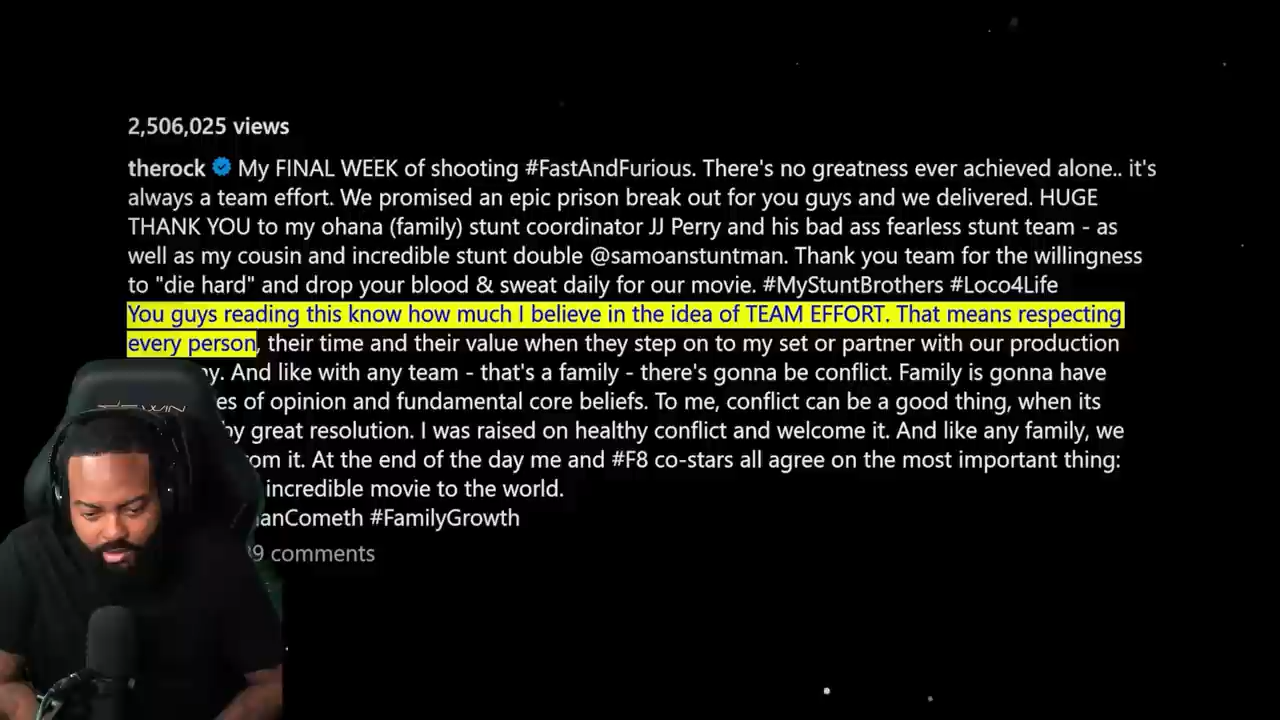 2,506,025 views
therock My FINAL WEEK of shooting #FastAndFurious. There's no greatness ever achieved alone.. it's
always a team effort. We promised an epic prison break out for you guys and we delivered. HUGE
THANK YOU to my ohana (family) stunt coordinator JJ Perry and his bad ass fearless stunt team - as
well as my cousin and incredible stunt double @samoanstuntman. Thank you team for the willingness
to "die hard" and drop your blood & sweat daily for our movie. #MyStuntBrothers #Loco4Life
You guys reading this know how much I believe in the idea of TEAM EFFORT. That means respecting
every person, their time and their value when they step on to my set or partner with our production
And like with any team - that's a family - there's gonna be conflict. Family is gonna have
of opinion and fundamental core beliefs. To me, conflict can be a good thing, when its
by great resolution. I was raised on healthy conflict and welcome it. And like any family, we
it. At the end of the day me and #F8 co-stars all agree on the most important thing:
incredible movie to the world.
#FamilyGrowth
comments